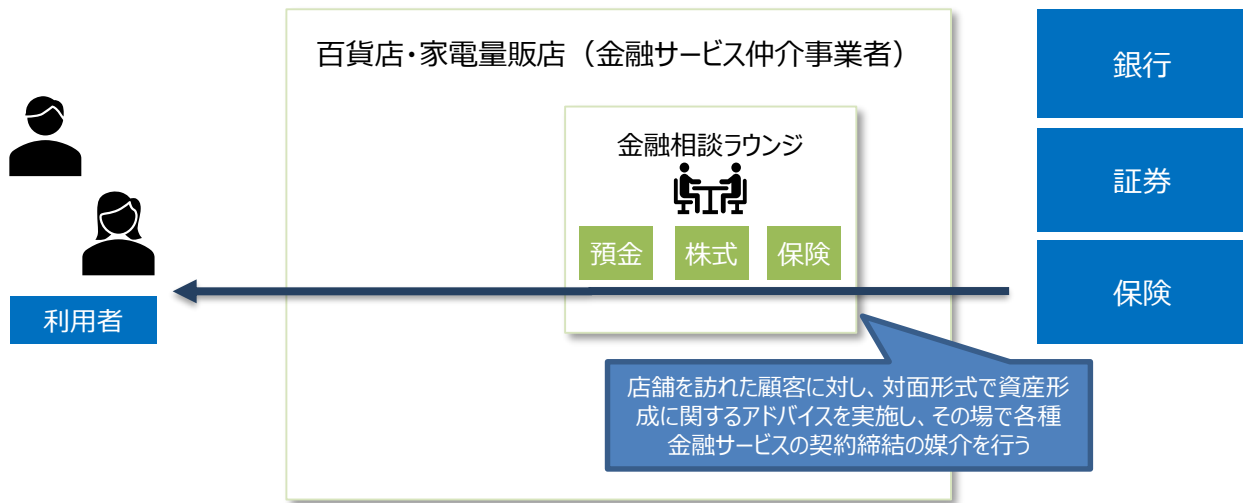 百貨店・家電量販店（金融サービス仲介事業者）
金融相談ラウンジ
預金
株式
保険
利用者
銀行
証券
保険
店舗を訪れた顧客に対し、対面形式で資産形
成に関するアドバイスを実施し、その場で各種
金融サービスの契約締結の媒介を行う